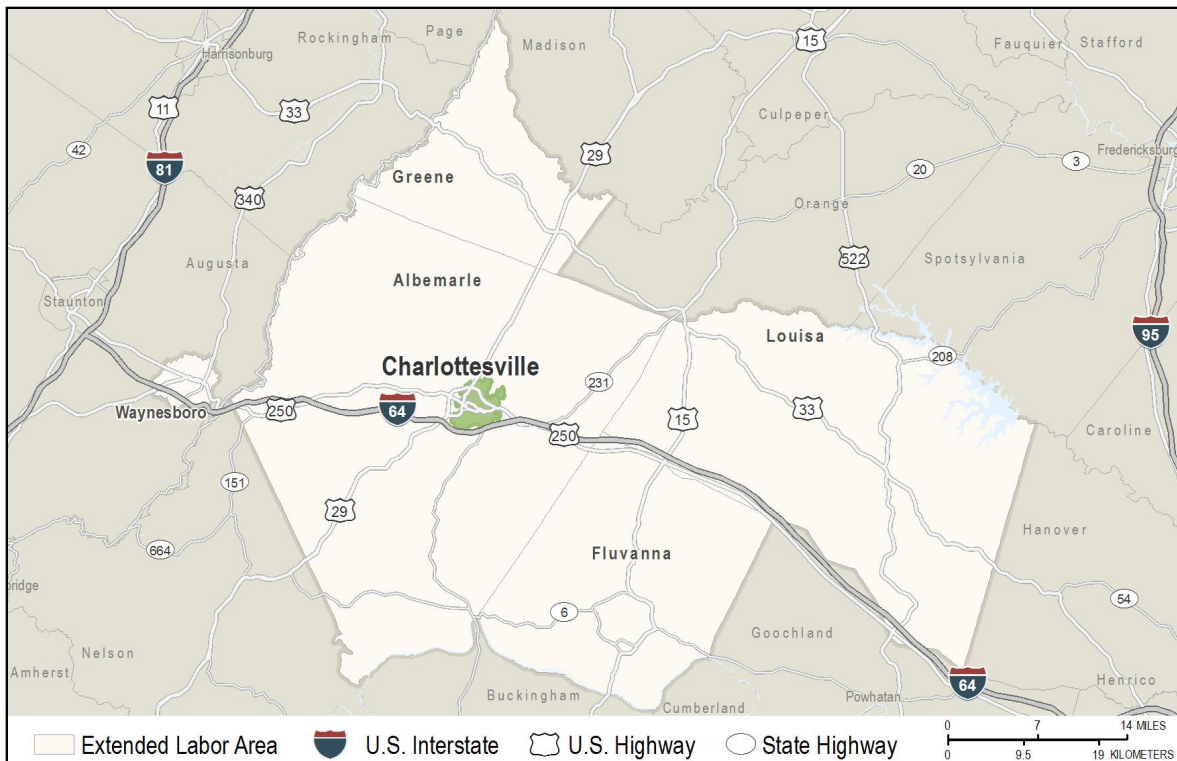 Page
Rockingham
Madison
15
Fauquier
Stafford
Harrisonburg
11
33
Culpeper
42
29
Fredericksburg
81
3
20
Greene
340
Orange
Augusta
522
Spotsylvania
Albemarle
Staunton
Louisa
95
208
Charlottesville
231
Waynesboro
250
64
33
15
250
Caroline
151
29
Hanover
664
Fluvanna
54
6
Goochland
Nelson
Amherst
Buckingham
64
Henrico
Powhatan
Cumberland
Extended Labor Area
U.S. Interstate
U.S. Highway
State Highway
0 7 14 MILES
0 9.5 19 KILOMETERS